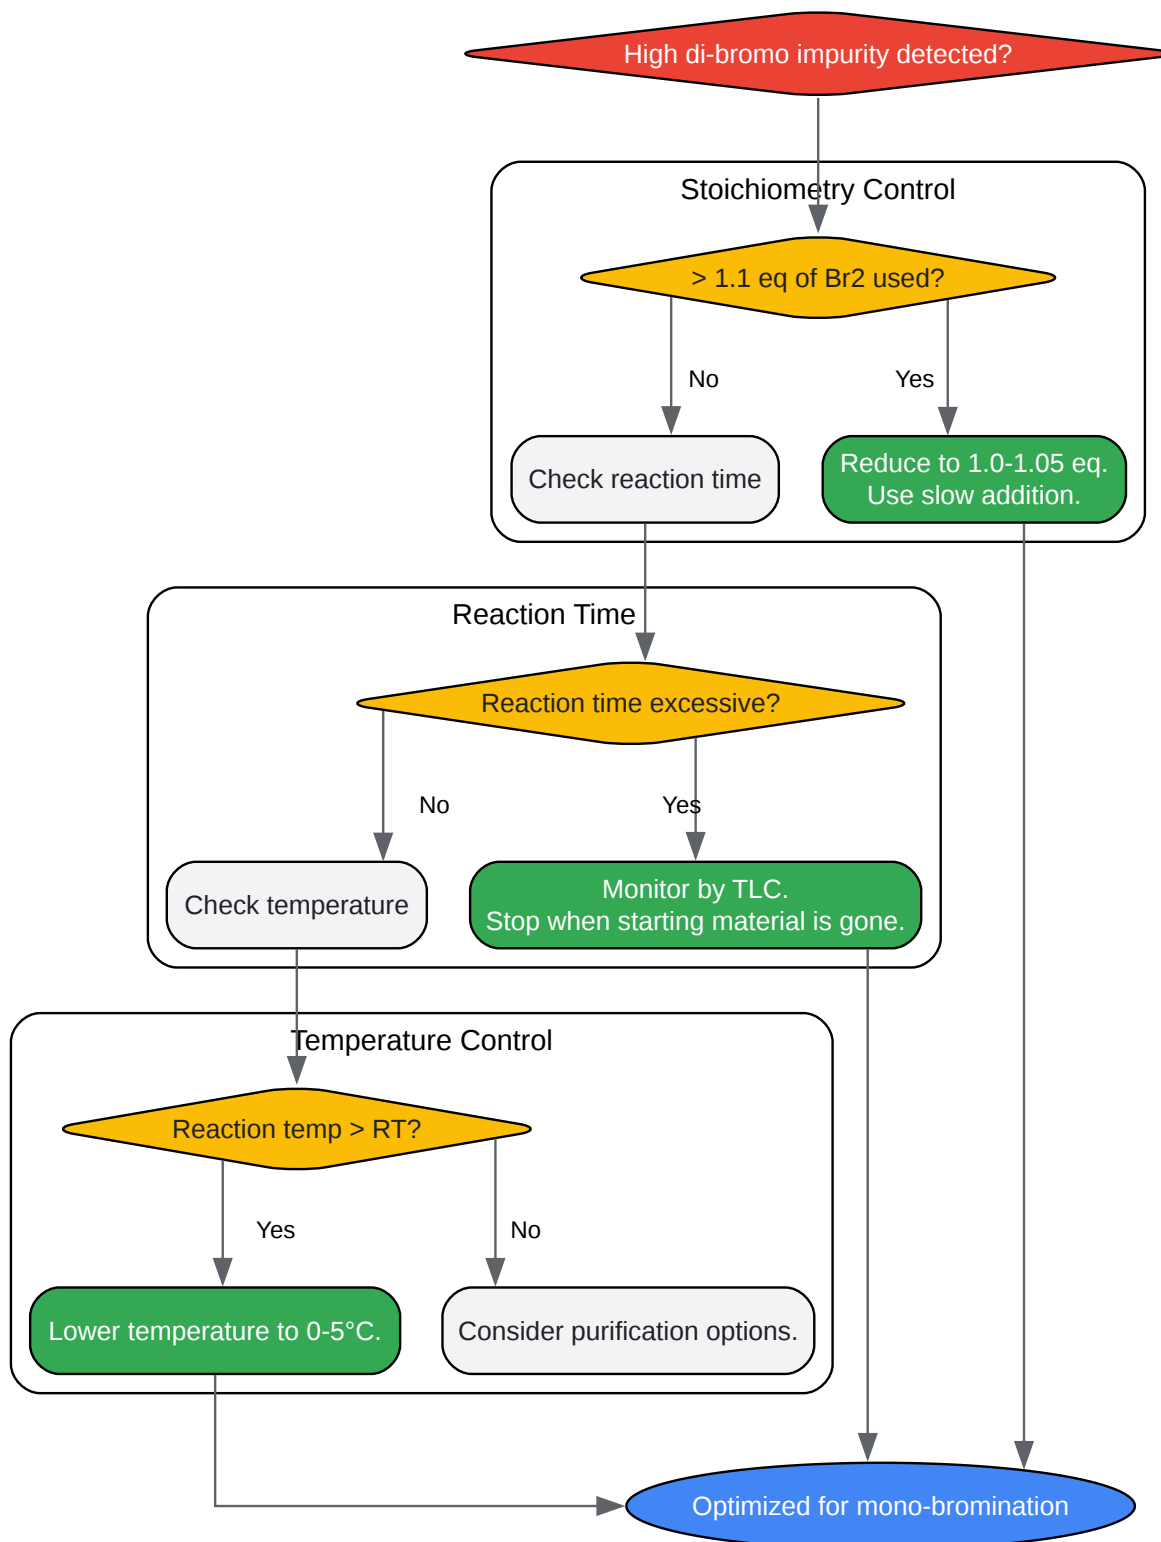 High di-bromo impurity detected?
Stoichiometry Control
> 1.1 eq of Br2 used?
No
Yes
Check reaction time
Reduce to 1.0-1.05 eq.
Use slow addition.
Reaction Time
Reaction time excessive?
No
Yes
Check temperature
Monitor by TLC.
Stop when starting material is gone.
Temperature Control
Reaction temp > RT?
Yes
No
Lower temperature to 0-5°C.
Consider purification options.
Optimized for mono-bromination